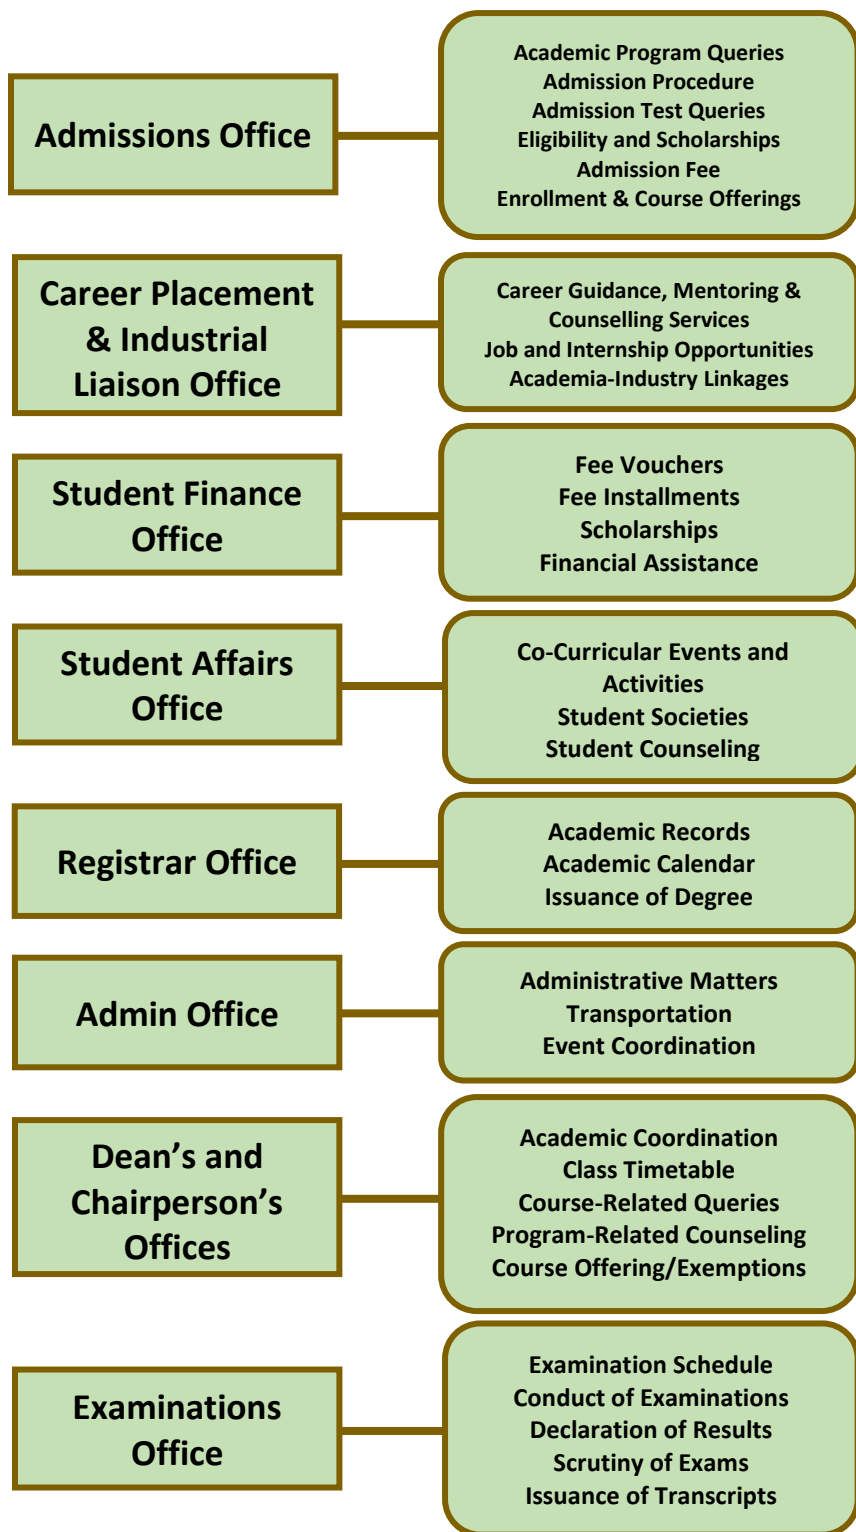 Admissions Office
Academic Program Queries
Admission Procedure
Admission Test Queries
Eligibility and Scholarships
Admission Fee
Enrollment & Course Offerings
Career Placement
& Industrial
Liaison Office
Career Guidance, Mentoring &
Counselling Services
Job and Internship Opportunities
Academia-Industry Linkages
Student Finance
Office
Fee Vouchers
Fee Installments
Scholarships
Financial Assistance
Student Affairs
Office
Co-Curricular Events and
Activities
Student Societies
Student Counseling
Registrar Office
Academic Records
Academic Calendar
Issuance of Degree
Admin Office
Administrative Matters
Transportation
Event Coordination
Dean’s and
Chairperson’s
Offices
Academic Coordination
Class Timetable
Course-Related Queries
Program-Related Counseling
Course Offering/Exemptions
Examinations
Office
Examination Schedule
Conduct of Examinations
Declaration of Results
Scrutiny of Exams
Issuance of Transcripts